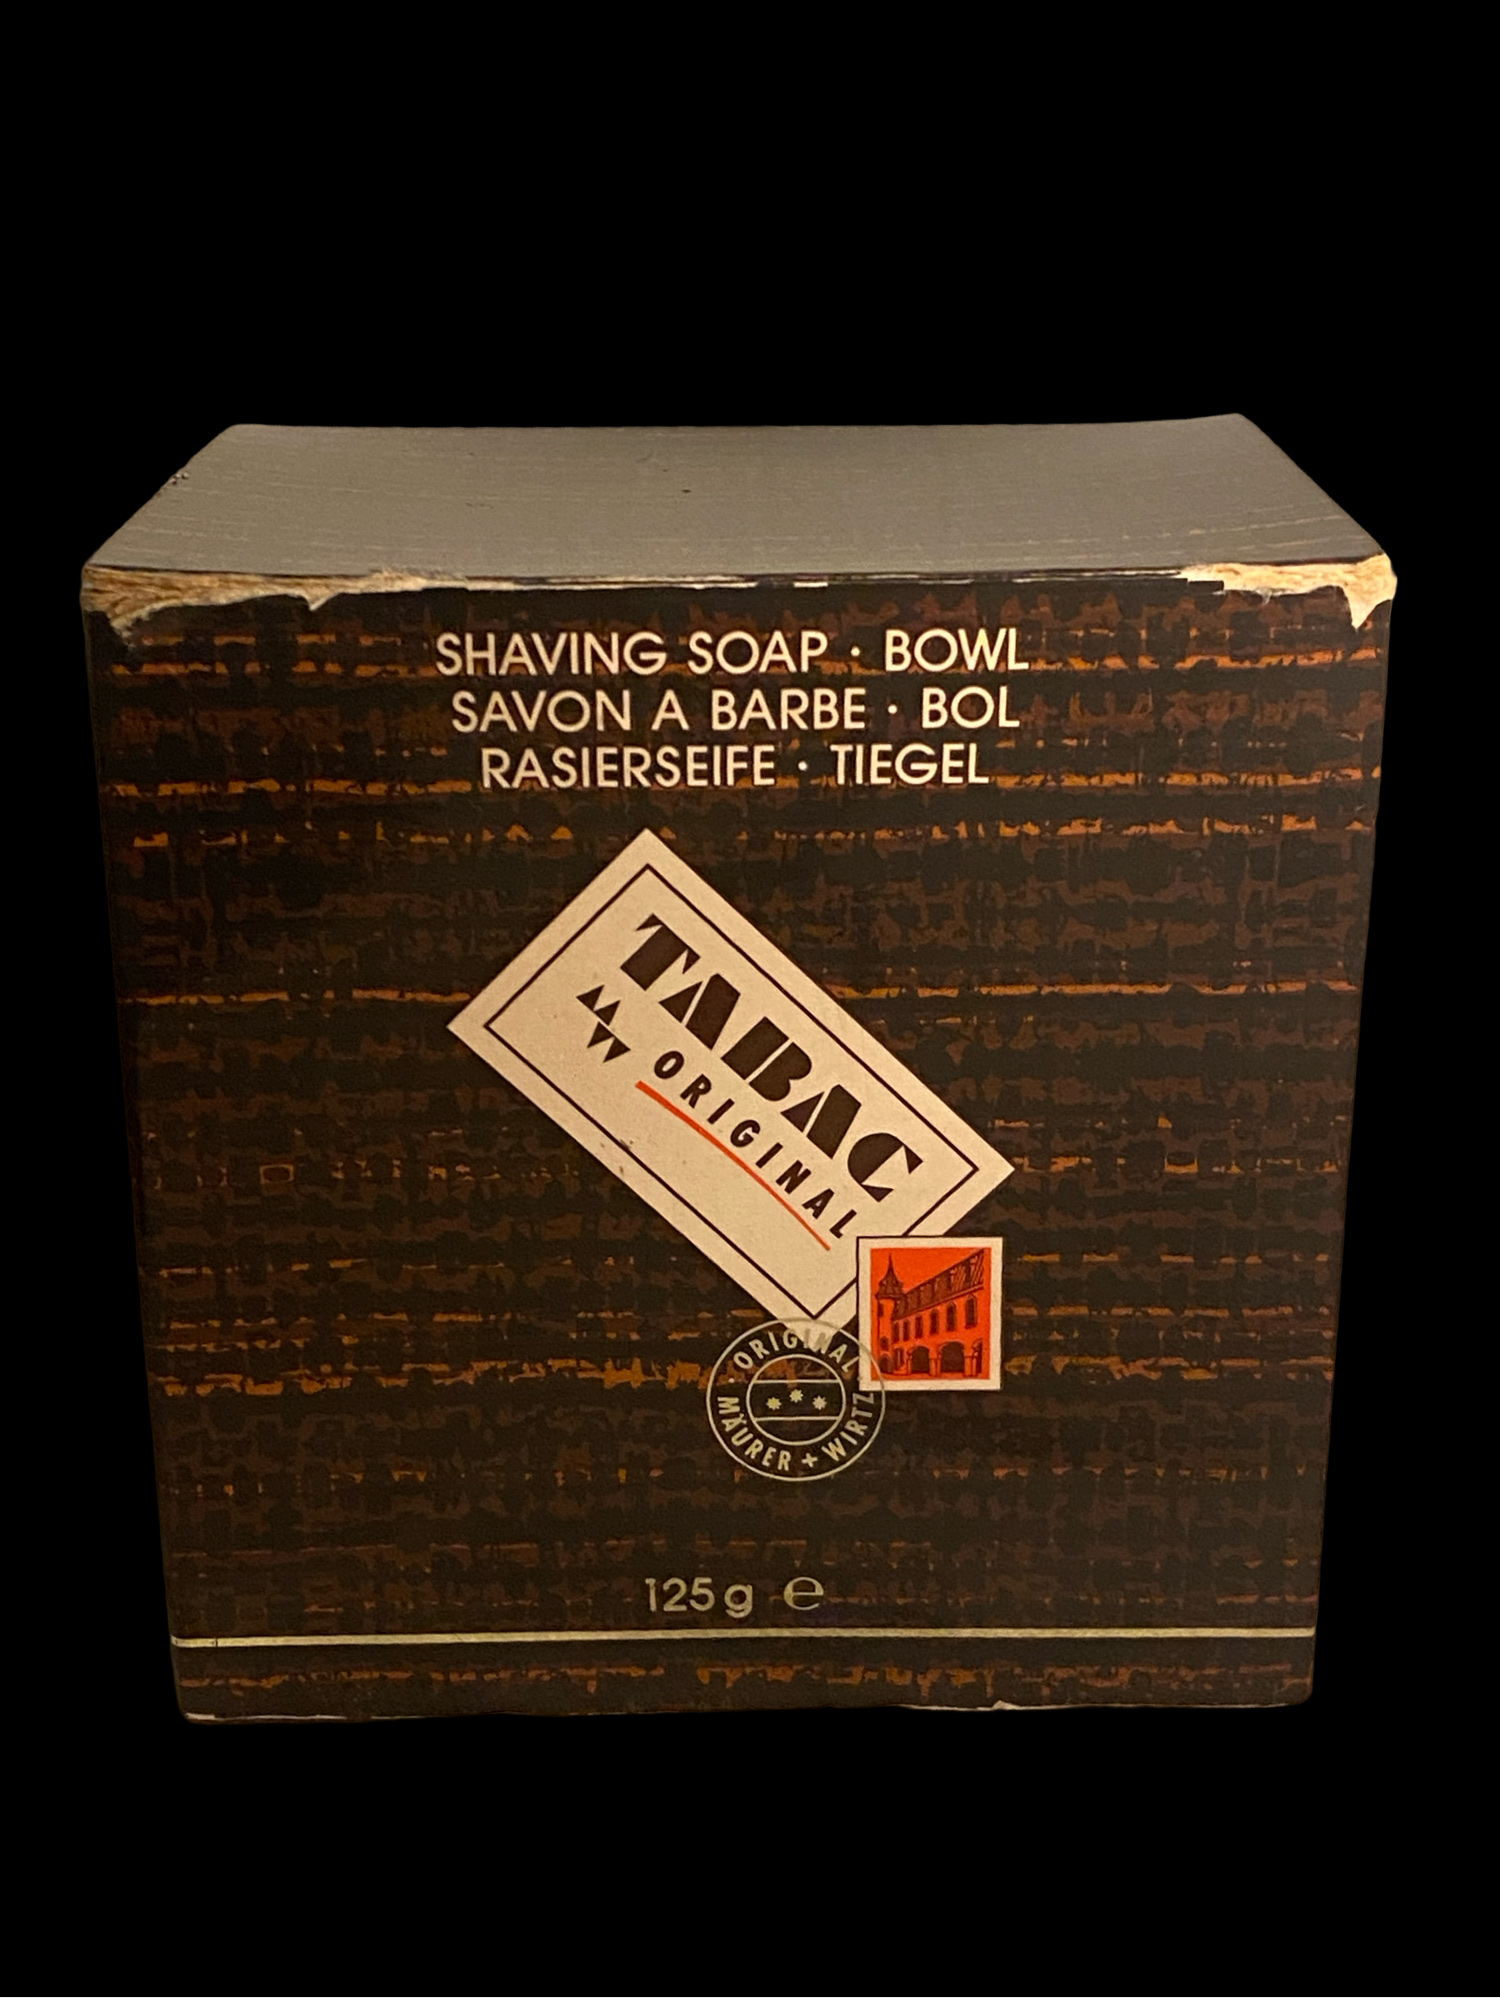 SHAVING SOAP · BOWL
SAVON A BARBE · BOL
RASIERSEIFE · TIEGEL
TABAC
ORIGINAL
ORIGINAL
MÄURER + WIRTZ
125g ℮